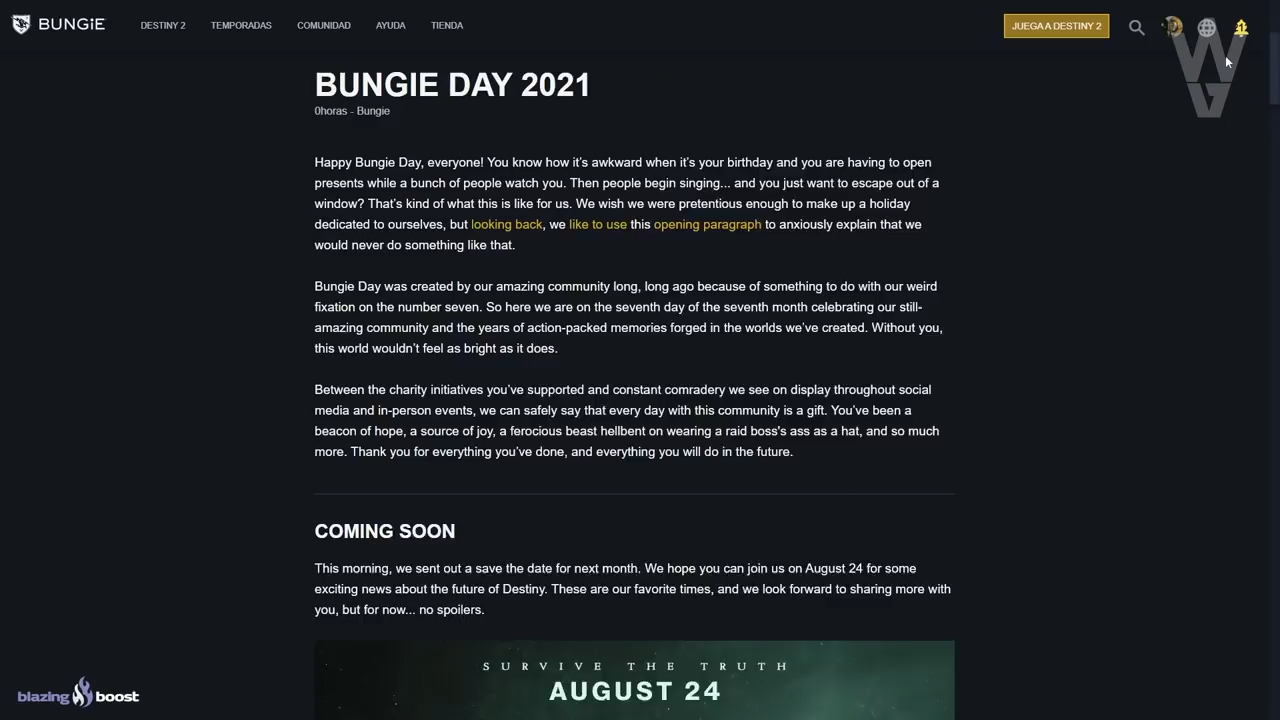 BUNGiE
DESTINY 2
TEMPORADAS
COMUNIDAD
AYUDA
TIENDA
JUEGA A DESTINY 2
1
BUNGIE DAY 2021
0horas - Bungie
Happy Bungie Day, everyone! You know how it's awkward when it's your birthday and you are having to open
presents while a bunch of people watch you. Then people begin singing... and you just want to escape out of a
window? That's kind of what this is like for us. We wish we were pretentious enough to make up a holiday
dedicated to ourselves, but looking back, we like to use this opening paragraph to anxiously explain that we
would never do something like that.
Bungie Day was created by our amazing community long, long ago because of something to do with our weird
fixation on the number seven. So here we are on the seventh day of the seventh month celebrating our still-
amazing community and the years of action-packed memories forged in the worlds we've created. Without you,
this world wouldn't feel as bright as it does.
Between the charity initiatives you've supported and constant comradery we see on display throughout social
media and in-person events, we can safely say that every day with this community is a gift. You've been a
beacon of hope, a source of joy, a ferocious beast hellbent on wearing a raid boss's ass as a hat, and so much
more. Thank you for everything you've done, and everything you will do in the future.
COMING SOON
This morning, we sent out a save the date for next month. We hope you can join us on August 24 for some
exciting news about the future of Destiny. These are our favorite times, and we look forward to sharing more with
you, but for now... no spoilers.
SURVIVE THE TRUTH
AUGUST 24
blazing boost